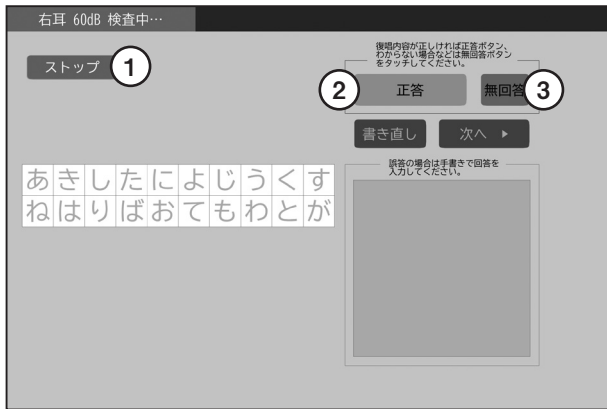 右耳 60dB 検査中…
ストップ
1
復唱内容が正しければ正答ボタン、
わからない場合などは無回答ボタン
をタッチしてください。
2
正答
無回答
3
書き直し
次へ ▶
誤答の場合は手書きで回答を
入力してください。
あきしたによじうくす
ねはりばおてもわとが